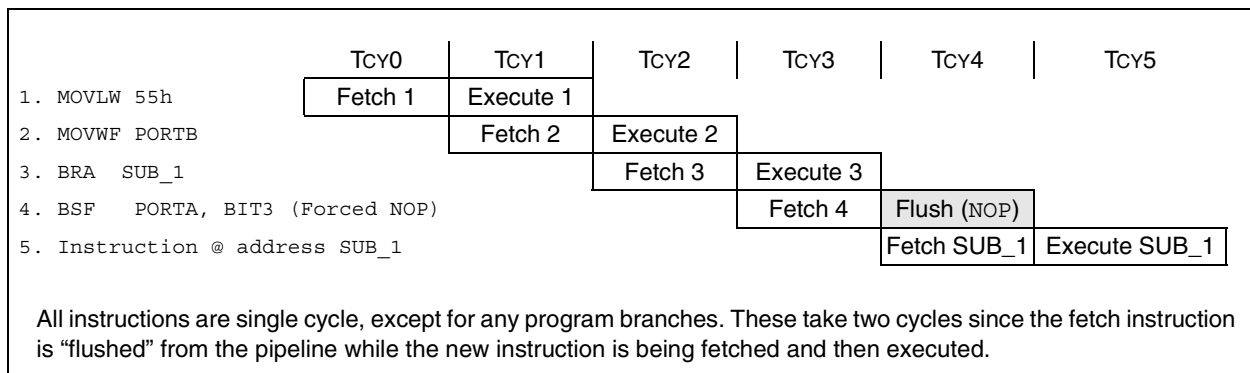 TCY0 TCY1 TCY2 TCY3 TCY4 TCY5
1. MOVLW 55h Fetch 1 Execute 1
2. MOVWF PORTB Fetch 2 Execute 2
3. BRA SUB_1 Fetch 3 Execute 3
4. BSF PORTA, BIT3 (Forced NOP) Fetch 4 Flush (NOP)
5. Instruction @ address SUB_1 Fetch SUB_1 Execute SUB_1
All instructions are single cycle, except for any program branches. These take two cycles since the fetch instruction
is “flushed” from the pipeline while the new instruction is being fetched and then executed.